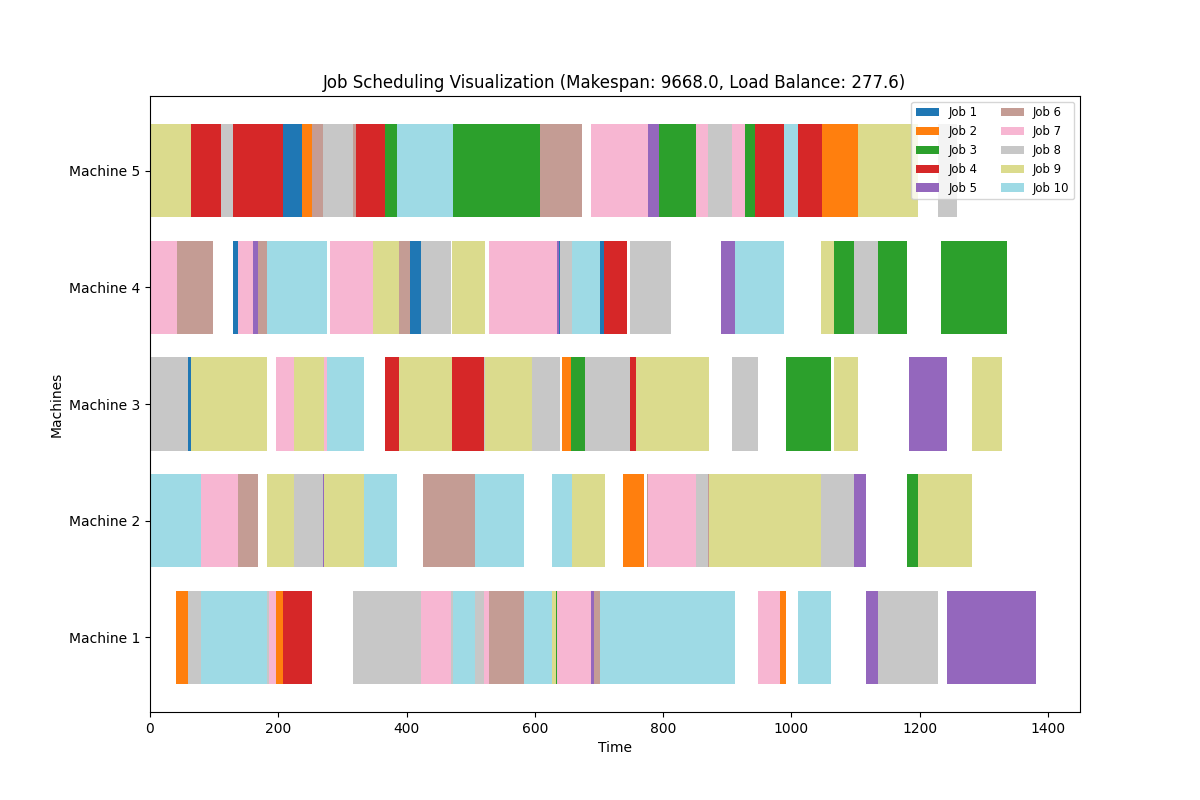 Job Scheduling Visualization (Makespan: 9668.0, Load Balance: 277.6)
Job 1
Job 2
Job 3
Job 4
Job 5
Job 6
Job 7
Job 8
Job 9
Job 10
Machine 5
Machine 4
Machine 3
Machine 2
Machine 1
Machines
0 200 400 600 800 1000 1200 1400
Time